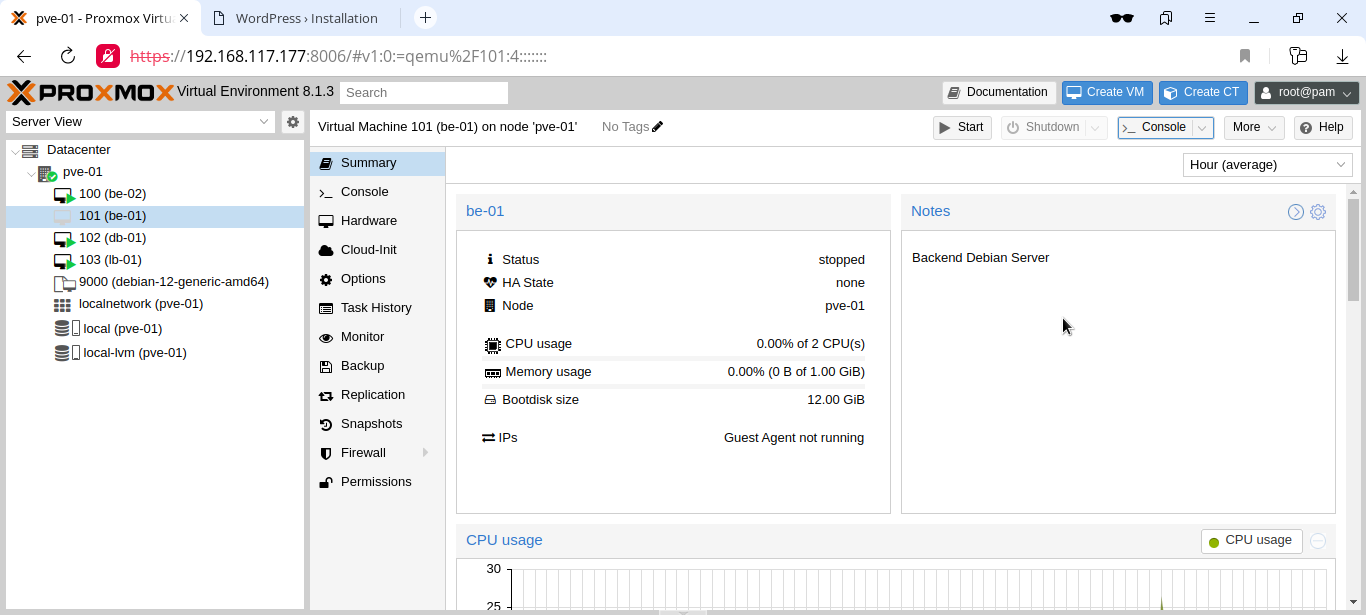 pve-01 - Proxmox Virtu
WordPress › Installation
https://192.168.117.177:8006/#v1:0:=qemu%2F101:4:::::::
PROXMOX Virtual Environment 8.1.3
Search
Documentation
Create VM
Create CT
root@pam
Server View
Virtual Machine 101 (be-01) on node 'pve-01'
No Tags
Start
Shutdown
Console
More
Help
Datacenter
pve-01
100 (be-02)
101 (be-01)
102 (db-01)
103 (lb-01)
9000 (debian-12-generic-amd64)
localnetwork (pve-01)
local (pve-01)
local-lvm (pve-01)
Summary
Console
Hardware
Cloud-Init
Options
Task History
Monitor
Backup
Replication
Snapshots
Firewall
Permissions
Hour (average)
be-01
Status stopped
HA State none
Node pve-01
CPU usage 0.00% of 2 CPU(s)
Memory usage 0.00% (0 B of 1.00 GiB)
Bootdisk size 12.00 GiB
IPs Guest Agent not running
Notes
Backend Debian Server
CPU usage
CPU usage
30
25